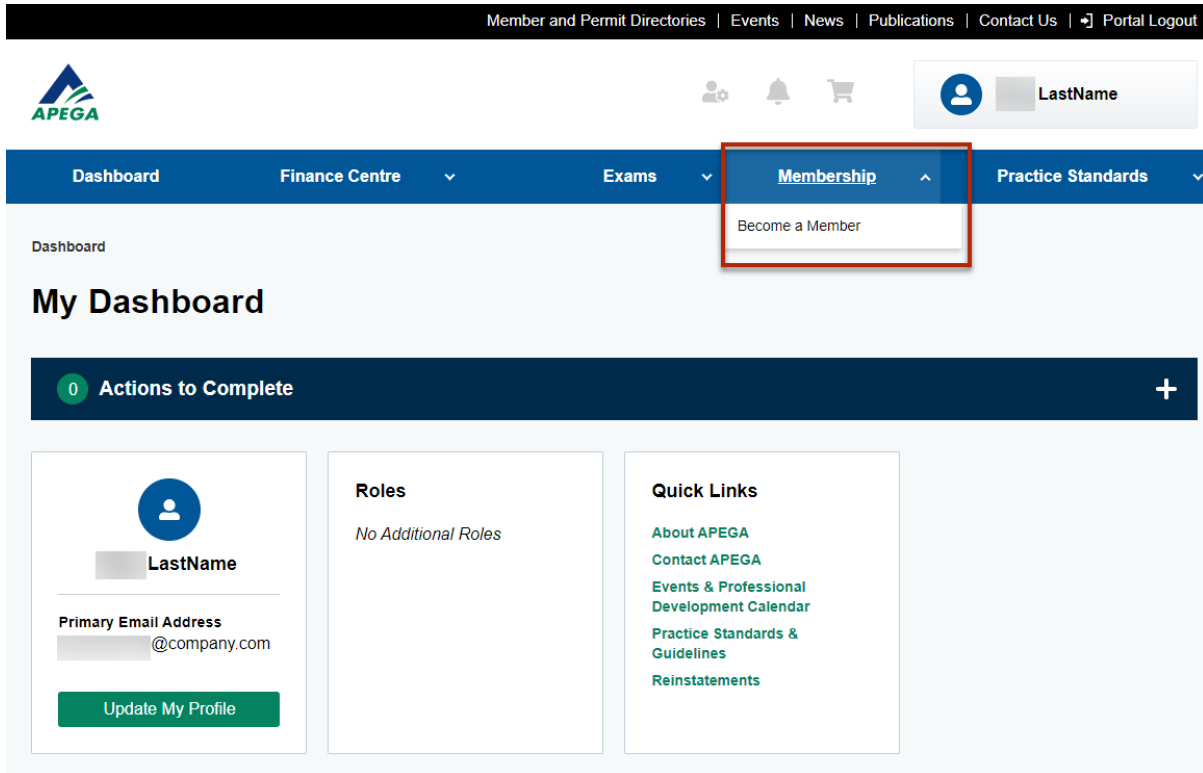 Member and Permit Directories | Events | News | Publications | Contact Us | Portal Logout
APEGA
LastName
Dashboard Finance Centre Exams Membership Practice Standards
Become a Member
Dashboard
My Dashboard
0 Actions to Complete
LastName
Primary Email Address
@company.com
Update My Profile
Roles
No Additional Roles
Quick Links
About APEGA
Contact APEGA
Events & Professional
Development Calendar
Practice Standards &
Guidelines
Reinstatements